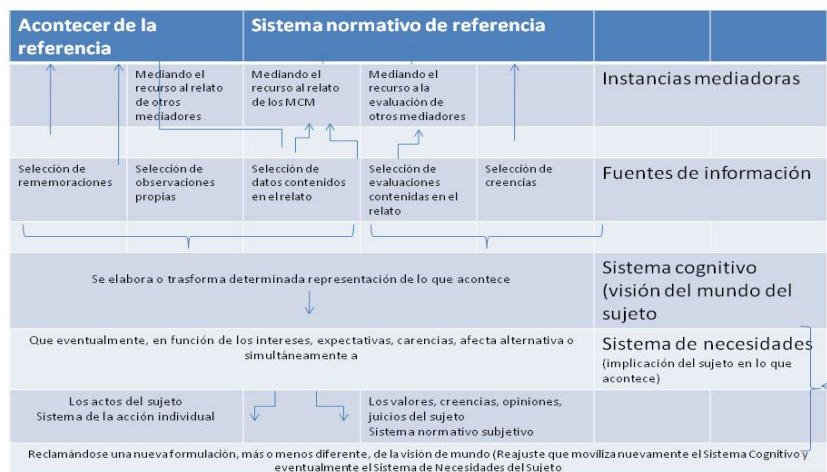 Acontecer de la
referencia
Sistema normativo de referencia
Mediando el
recurso al relato
de otros
mediadores
Mediando el
recurso al relato
de los MCM
Mediando el
recurso a la
evaluación de
otros mediadores
Instancias mediadoras
Selección de
rememoraciones
Selección de
observaciones
propias
Selección de
datos contenidos
en el relato
Selección de
evaluaciones
contenidas en el
relato
Selección de
creencias
Fuentes de información
Se elabora o trasforma determinada representación de lo que acontece
Sistema cognitivo
(visión del mundo del
sujeto
Que eventualmente, en función de los intereses, expectativas, carencias, afecta alternativa o
simultáneamente a
Sistema de necesidades
(implicación del sujeto en lo que
acontece)
Los actos del sujeto
Sistema de la acción individual
Los valores, creencias, opiniones,
juicios del sujeto
Sistema normativo subjetivo
Reclamándose una nueva formulación, más o menos diferente, de la visión de mundo (Reajuste que moviliza nuevamente el Sistema Cognitivo y
eventualmente el Sistema de Necesidades del Sujeto